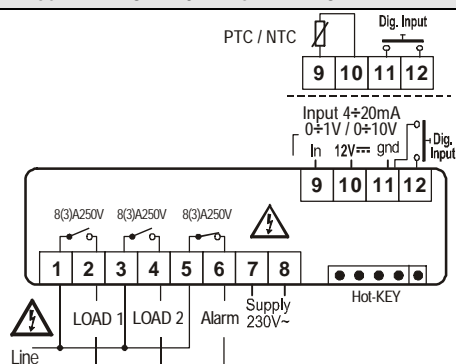 PTC / NTC
Dig. Input
9 10 11 12
Input 4÷20mA
0÷1V / 0÷10V
In 12V gnd
Dig.
Input
9 10 11 12
8(3)A250V 8(3)A250V 8(3)A250V
1 2 3 4 5 6 7 8
Hot-KEY
LOAD 1 LOAD 2 Alarm Supply
230V~
Line